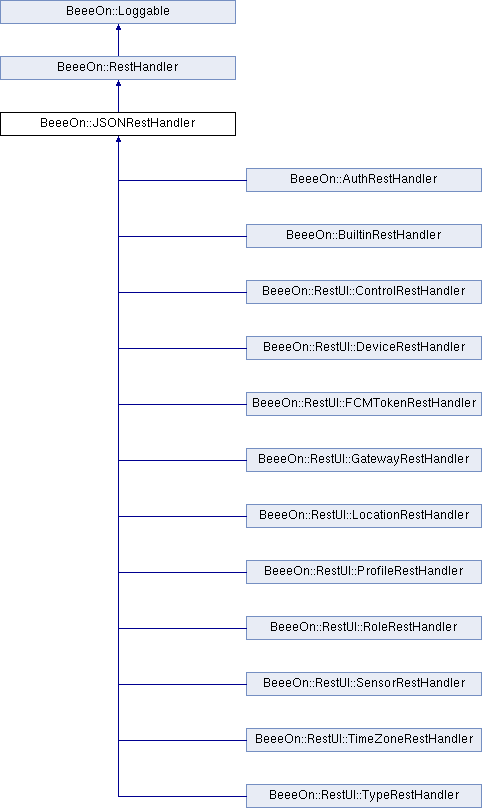 BeeeOn::Loggable
BeeeOn::RestHandler
BeeeOn::JSONRestHandler
BeeeOn::AuthRestHandler
BeeeOn::BuiltinRestHandler
BeeeOn::RestUI::ControlRestHandler
BeeeOn::RestUI::DeviceRestHandler
BeeeOn::RestUI::FCMTokenRestHandler
BeeeOn::RestUI::GatewayRestHandler
BeeeOn::RestUI::LocationRestHandler
BeeeOn::RestUI::ProfileRestHandler
BeeeOn::RestUI::RoleRestHandler
BeeeOn::RestUI::SensorRestHandler
BeeeOn::RestUI::TimeZoneRestHandler
BeeeOn::RestUI::TypeRestHandler